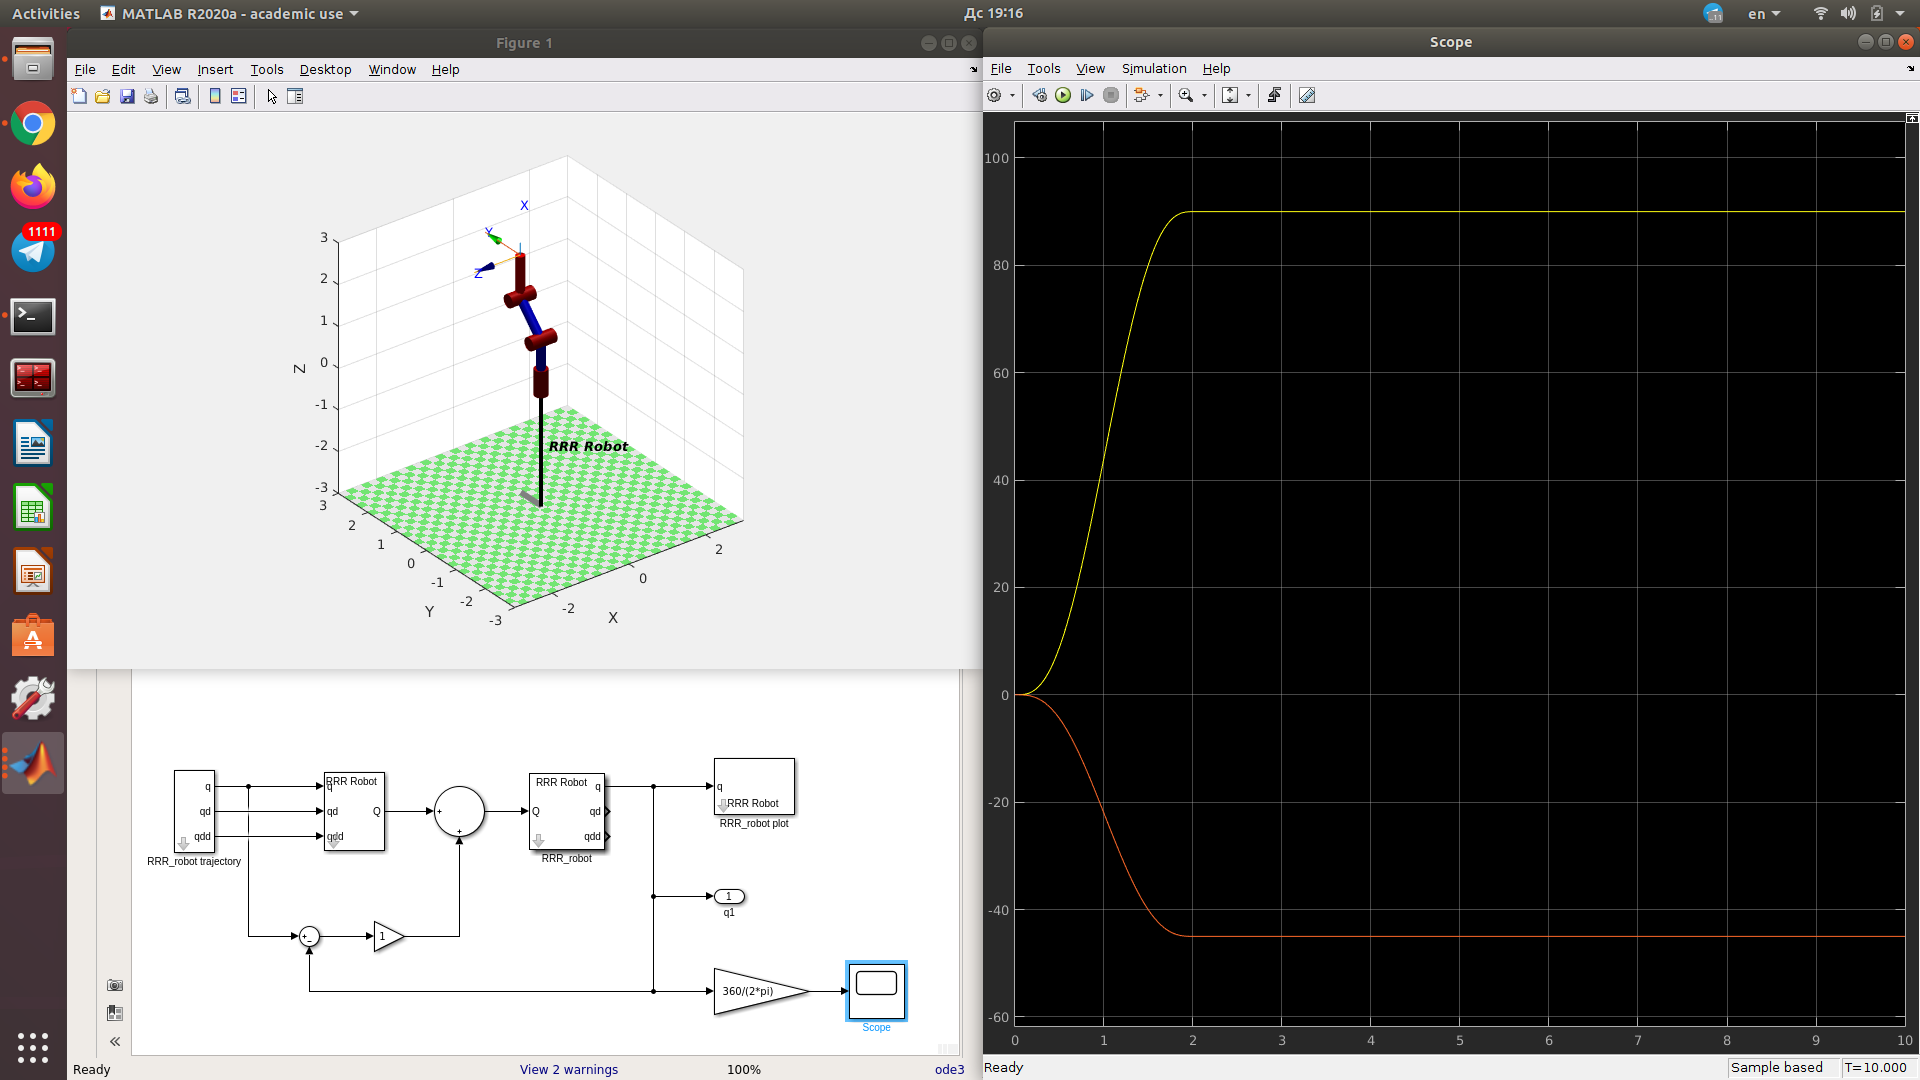 Activities MATLAB R2020a - academic use Дс 19:16 en
Figure 1
File Edit View Insert Tools Desktop Window Help
X
Y
Z
3
2
1
0
-1
-2
-3
Z
RRR Robot
3
2
1
0
-1
-2
-3
Y
-2
0
2
X
1111
q
qd
qdd
RRR_robot trajectory
RRR Robot
q
qd
qdd
Q
+
+
RRR Robot
Q
q
qd
qdd
RRR_robot
q
RRR Robot
RRR_robot plot
1
q1
+
-
1
360/(2*pi)
Scope
Ready View 2 warnings 100% ode3
Scope
File Tools View Simulation Help
100
80
60
40
20
0
-20
-40
-60
0 1 2 3 4 5 6 7 8 9 10
Ready Sample based T=10.000